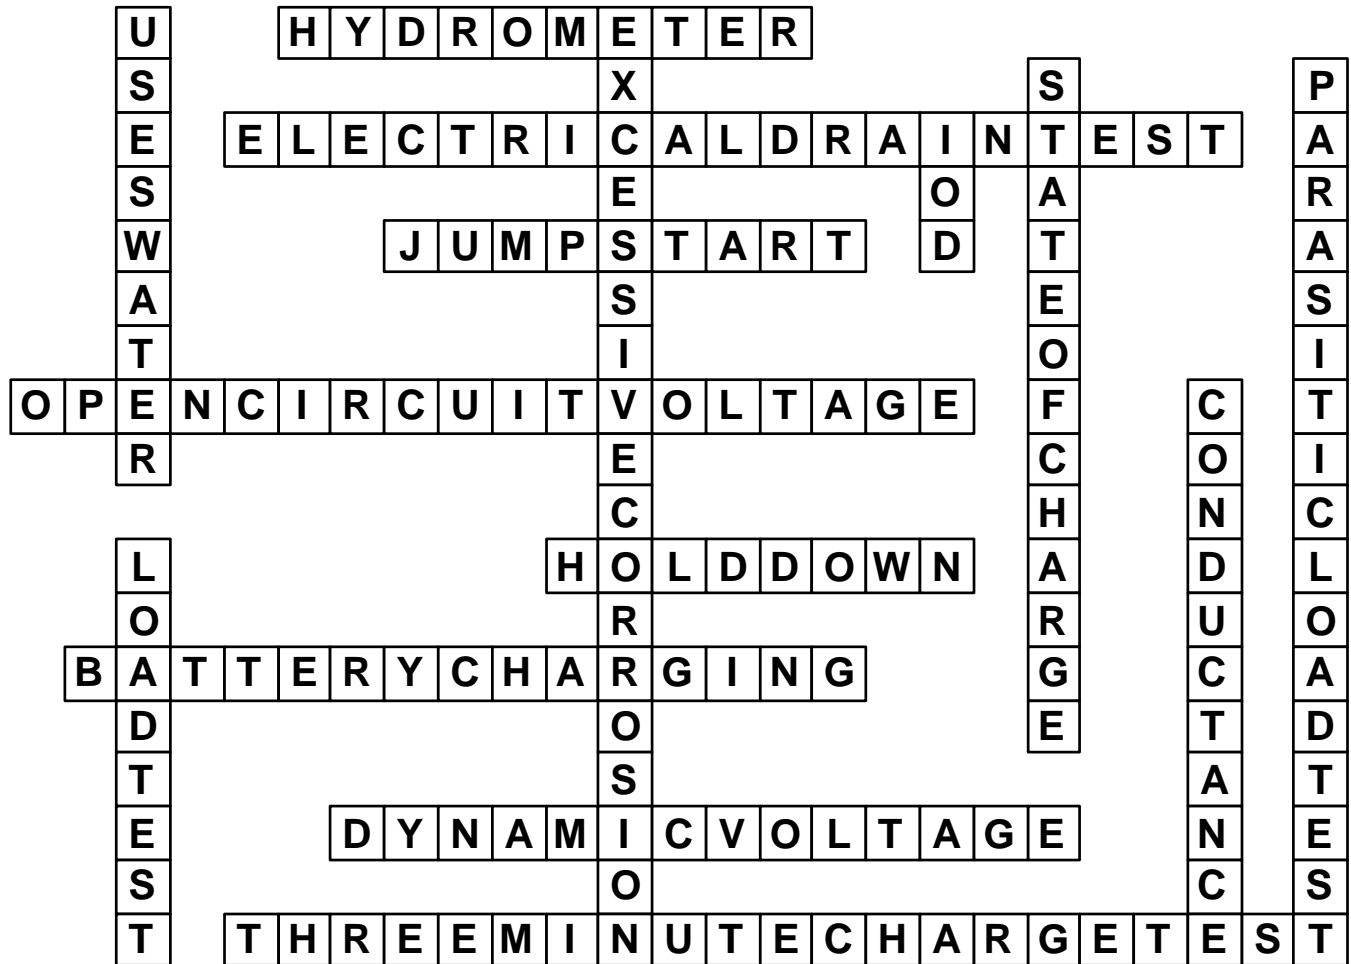 USESWATER
HYDROMETER
EXCESSIVECORROSION
STATEOFCHARGE
PARASITICLOADTEST
ELECTRICALDRAINTEST
IOD
JUMPSTART
OPENCIRCUITVOLTAGE
CONDUCTANCE
LOADTEST
HOLDDOWN
BATTERYCHARGING
DYNAMICVOLTAGE
THREEMINUTECHARGETEST